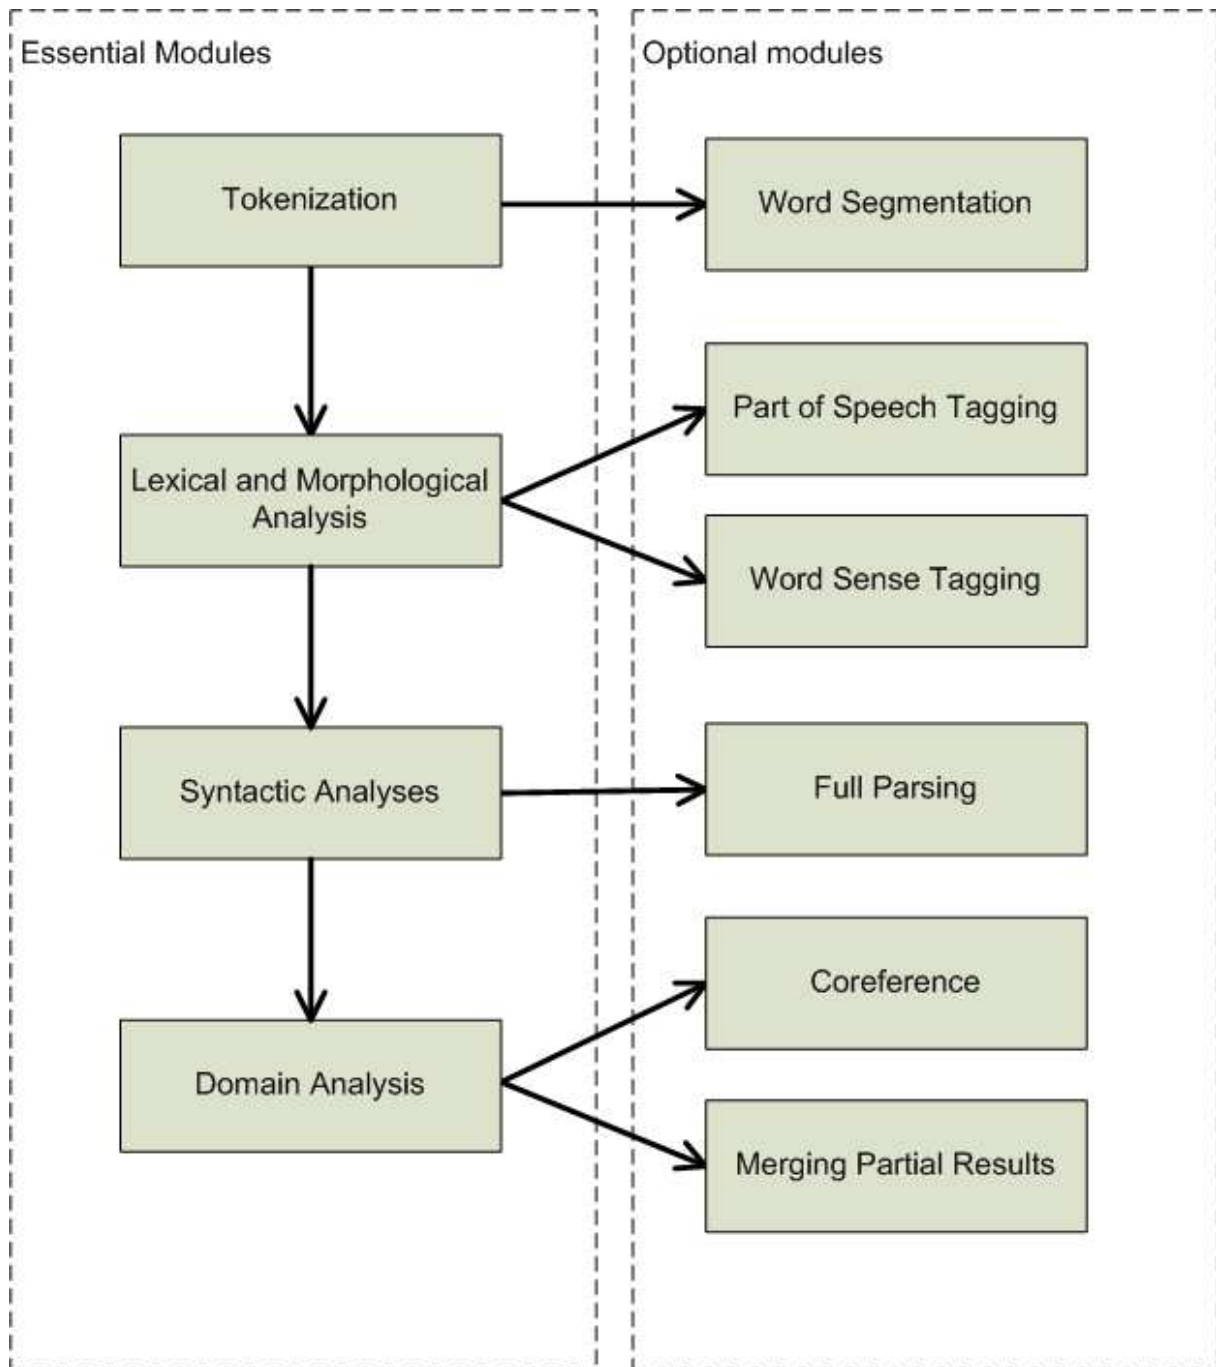 Essential Modules
Optional modules
Tokenization
Word Segmentation
Part of Speech Tagging
Lexical and Morphological
Analysis
Word Sense Tagging
Syntactic Analyses
Full Parsing
Coreference
Domain Analysis
Merging Partial Results